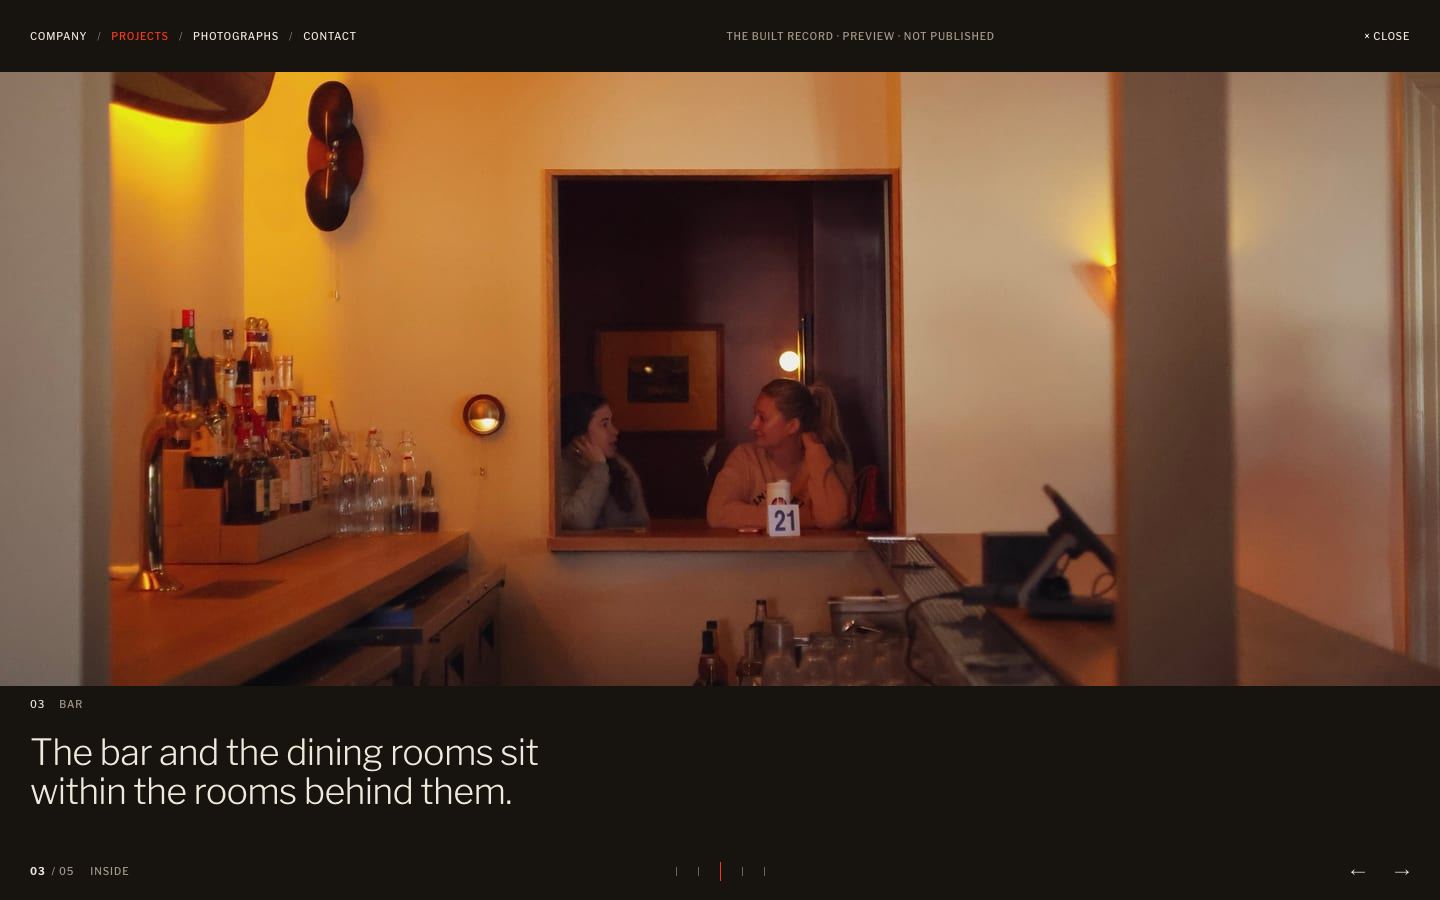 COMPANY / PROJECTS / PHOTOGRAPHS / CONTACT
THE BUILT RECORD · PREVIEW · NOT PUBLISHED
× CLOSE
21
03 BAR
The bar and the dining rooms sit
within the rooms behind them.
03 / 05 INSIDE
← →